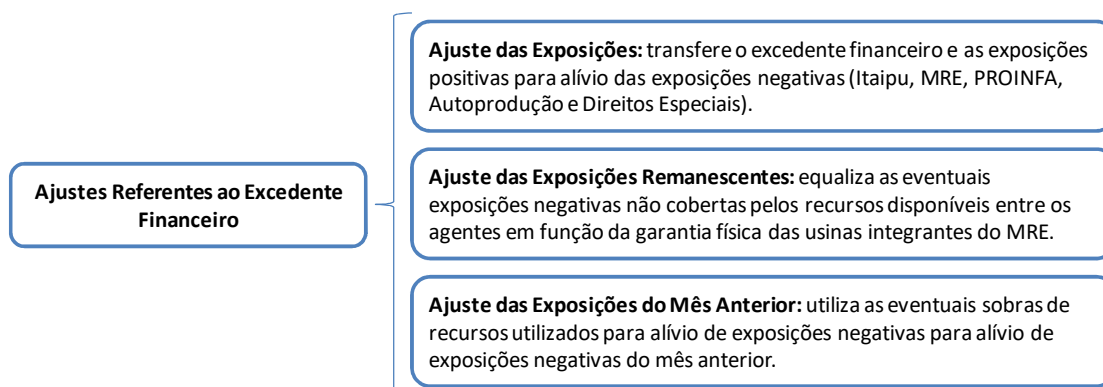 Ajuste das Exposições: transfere o excedente financeiro e as exposições
positivas para alívio das exposições negativas (Itaipu, MRE, PROINFA,
Autoprodução e Direitos Especiais).
Ajustes Referentes ao Excedente
Financeiro
Ajuste das Exposições Remanescentes: equaliza as eventuais
exposições negativas não cobertas pelos recursos disponíveis entre os
agentes em função da garantia física das usinas integrantes do MRE.
Ajuste das Exposições do Mês Anterior: utiliza as eventuais sobras de
recursos utilizados para alívio de exposições negativas para alívio de
exposições negativas do mês anterior.